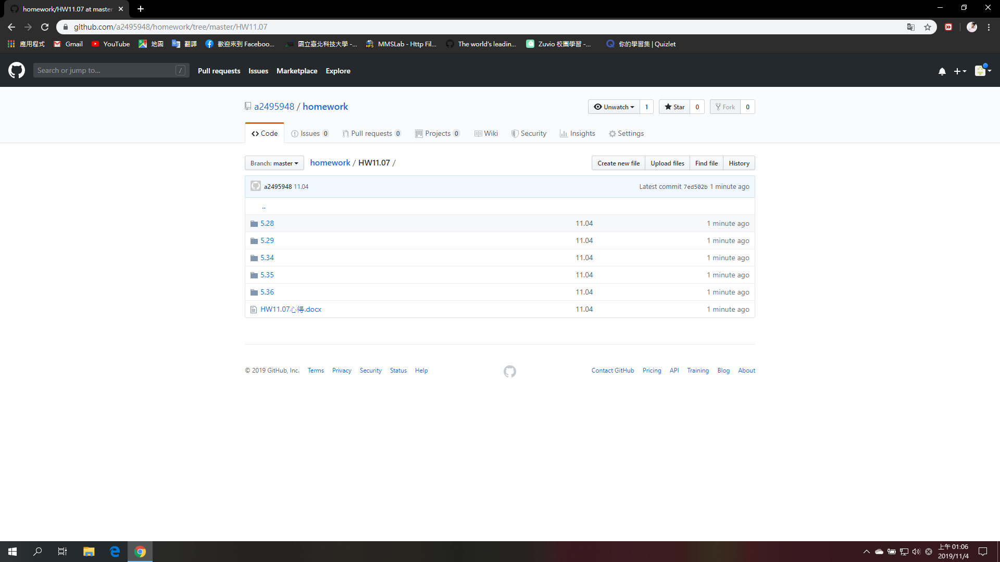 homework/HW11.07 at master
github.com/a2495948/homework/tree/master/HW11.07
應用程式 Gmail YouTube 地圖 翻譯 歡迎來到 Faceboo... 國立臺北科技大學 -... MMSLab - Http Fil... The world's leadin... Zuvio 校園學習 -... 你的學習集 | Quizlet
Search or jump to... / Pull requests Issues Marketplace Explore
a2495948 / homework Unwatch 1 Star 0 Fork 0
Code Issues 0 Pull requests 0 Projects 0 Wiki Security Insights Settings
Branch: master homework / HW11.07 / Create new file Upload files Find file History
a2495948 11.04 Latest commit 7ed502b 1 minute ago
..
5.28 11.04 1 minute ago
5.29 11.04 1 minute ago
5.34 11.04 1 minute ago
5.35 11.04 1 minute ago
5.36 11.04 1 minute ago
HW11.07心得.docx 11.04 1 minute ago
© 2019 GitHub, Inc. Terms Privacy Security Status Help Contact GitHub Pricing API Training Blog About
上午 01:06
2019/11/4